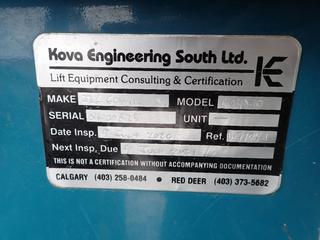 Kova Engineering South Ltd.
Lift Equipment Consulting & Certification
MAKE MODEL
SERIAL UNIT
Date Insp. 2020 Ref.
Next Insp, Due
THIS IS NOT A CERTIFICATION WITHOUT ACCOMPANYING DOCUMENTATION
CALGARY (403) 258-0484 • RED DEER (403) 373-5682